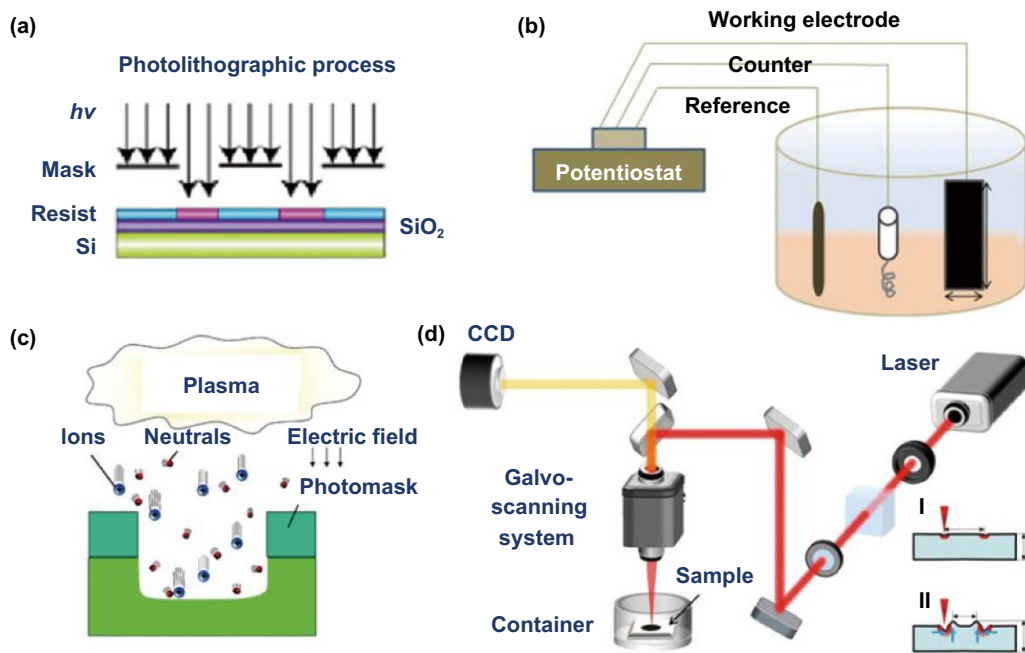 (a)
Photolithographic process
hv
Mask
Resist
SiO2
Si
(b)
Working electrode
Counter
Reference
Potentiostat
(c)
Plasma
Ions
Neutrals
Electric field
Photomask
(d)
CCD
Laser
Galvo-
scanning
system
Sample
Container
I
II